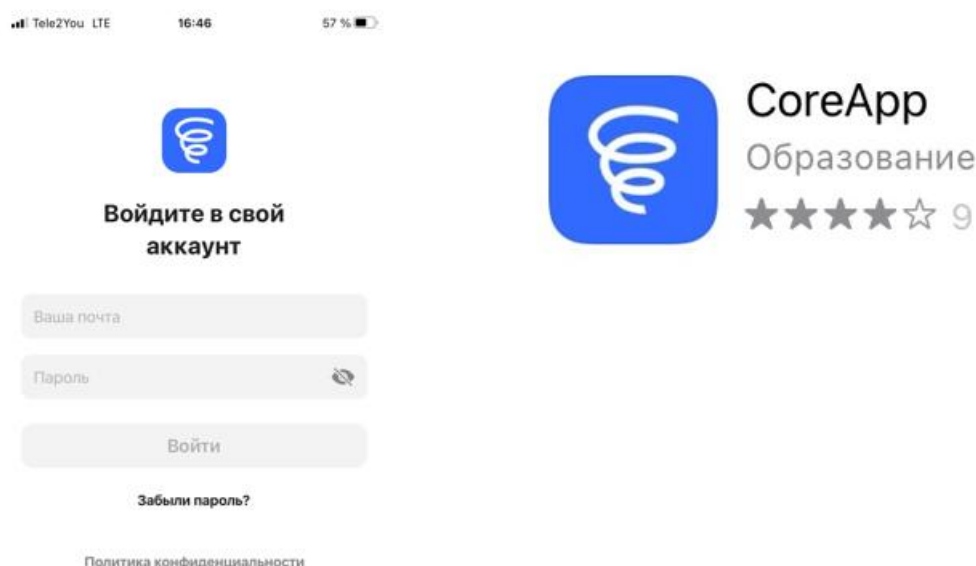 Tele2You LTE 16:46 57 %
Войдите в свой
аккаунт
Ваша почта
Пароль
Войти
Забыли пароль?
Политика конфиденциальности
CoreApp
Образование
9